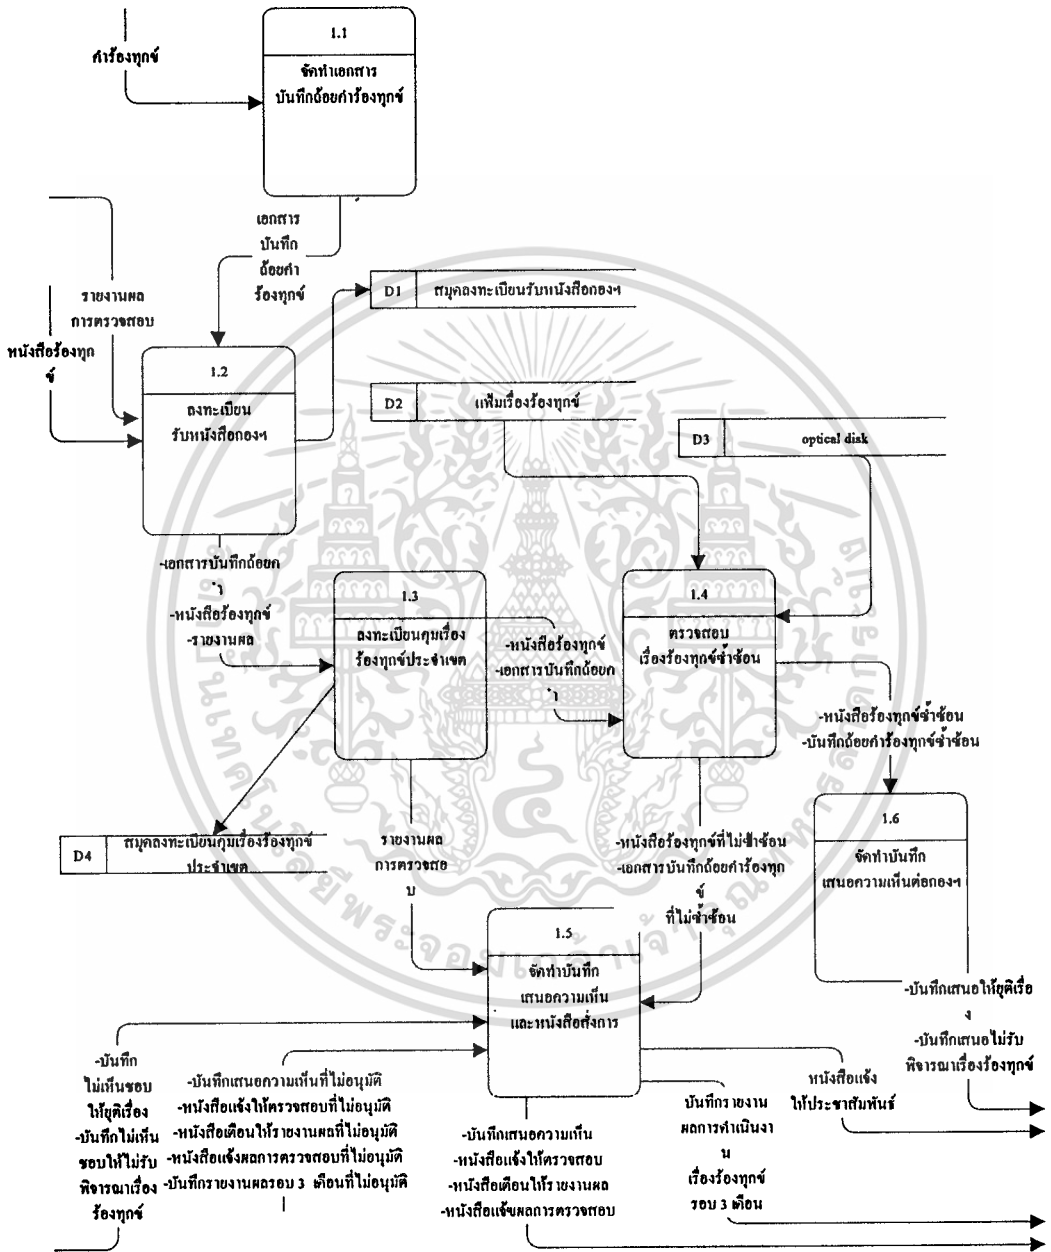 1.1
คำร้องทุกข์
จัดทำเอกสาร
บันทึกถ้อยคำร้องทุกข์
เอกสาร
บันทึก
ถ้อยคำ
ร้องทุกข์
D1 สมุดลงทะเบียนรับหนังสือกองฯ
รายงานผล
การตรวจสอบ
หนังสือร้องทุก
ข์
1.2
ลงทะเบียน
รับหนังสือกองฯ
D2 แฟ้มเรื่องร้องทุกข์
D3 optical disk
-เอกสารบันทึกถ้อยค
ำ
-หนังสือร้องทุกข์
-รายงานผล
1.3
ลงทะเบียนคุมเรื่อง
ร้องทุกข์ประจำเขต
-หนังสือร้องทุกข์
-เอกสารบันทึกถ้อยค
ำ
1.4
ตรวจสอบ
เรื่องร้องทุกข์ซ้ำซ้อน
-หนังสือร้องทุกข์ซ้ำซ้อน
-บันทึกถ้อยคำร้องทุกข์ซ้ำซ้อน
D4 สมุดลงทะเบียนคุมเรื่องร้องทุกข์
ประจำเขต
รายงานผล
การตรวจสอ
บ
-หนังสือร้องทุกข์ที่ไม่ซ้ำซ้อน
-เอกสารบันทึกถ้อยคำร้องทุก
ข์
ที่ไม่ซ้ำซ้อน
1.6
จัดทำบันทึก
เสนอความเห็นต่อกองฯ
1.5
จัดทำบันทึก
เสนอความเห็น
และหนังสือสั่งการ
-บันทึกเสนอให้ยุติเรื่อ
ง
-บันทึกเสนอไม่รับ
พิจารณาเรื่องร้องทุกข์
-บันทึก
ไม่เห็นชอบ
ให้ยุติเรื่อง
-บันทึกไม่เห็น
ชอบให้ไม่รับ
พิจารณาเรื่อง
ร้องทุกข์
-บันทึกเสนอความเห็นที่ไม่อนุมัติ
-หนังสือแจ้งให้ตรวจสอบที่ไม่อนุมัติ
-หนังสือเตือนให้รายงานผลที่ไม่อนุมัติ
-หนังสือแจ้งผลการตรวจสอบที่ไม่อนุมัติ
-บันทึกรายงานผลรอบ 3 เดือนที่ไม่อนุมัติ
-บันทึกเสนอความเห็น
-หนังสือแจ้งให้ตรวจสอบ
-หนังสือเตือนให้รายงานผล
-หนังสือแจ้งผลการตรวจสอบ
บันทึกรายงาน
ผลการดำเนินงา
น
เรื่องร้องทุกข์
รอบ 3 เดือน
หนังสือแจ้ง
ให้ประชาสัมพันธ์